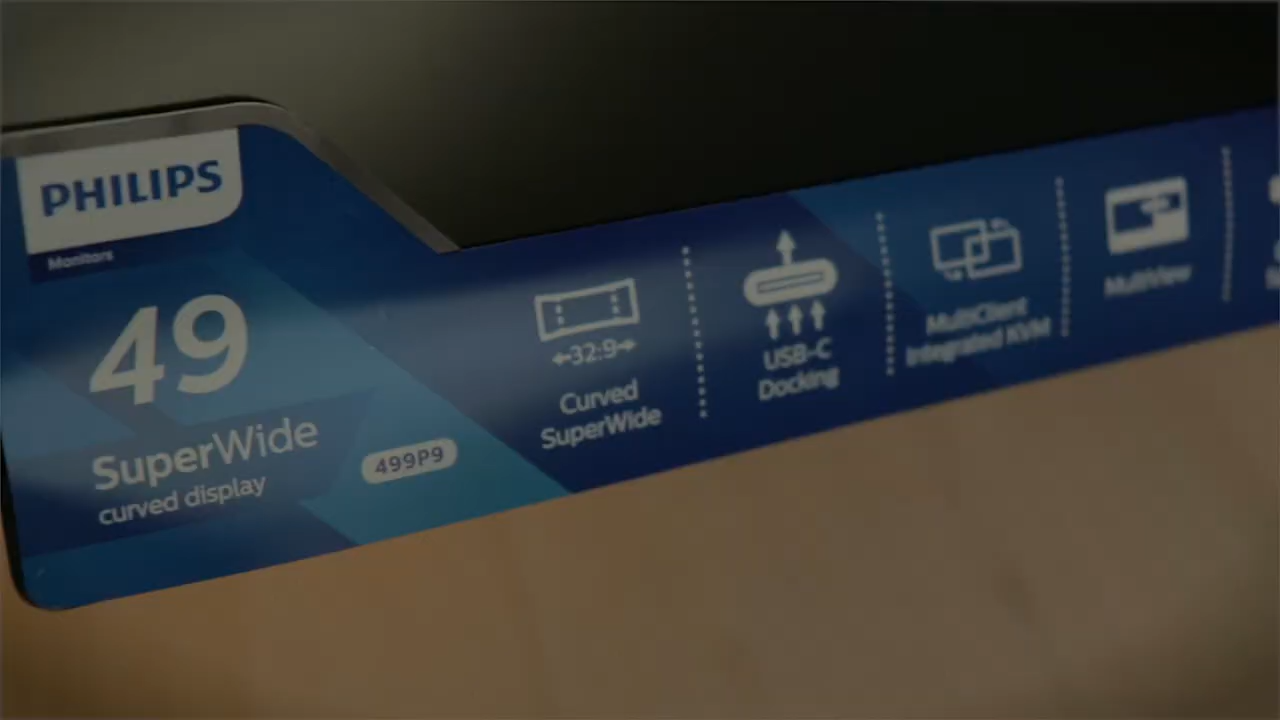 PHILIPS
Monitors
49
SuperWide
curved display
499P9
32:9
Curved
SuperWide
USB-C
Docking
MultiClient
Integrated KVM
MultiView